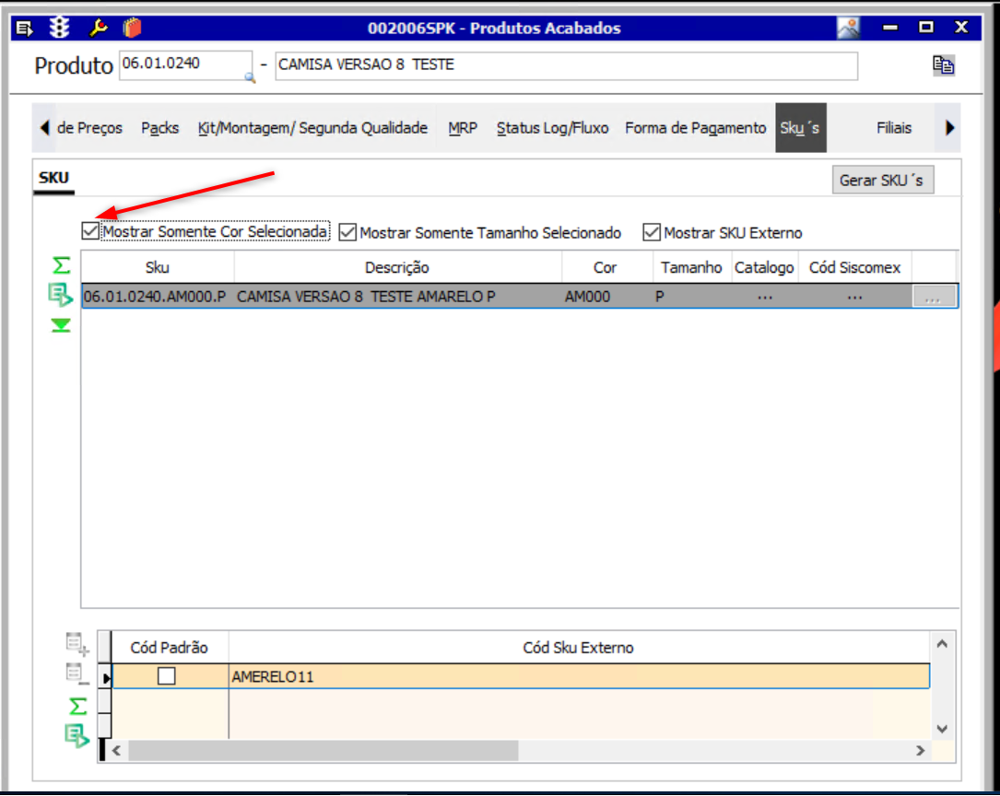 002006SPK - Produtos Acabados
Produto 06.01.0240 - CAMISA VERSAO 8 TESTE
de Preços Packs Kit/Montagem/ Segunda Qualidade MRP Status Log/Fluxo Forma de Pagamento Sku´s Filiais
SKU Gerar SKU´s
Mostrar Somente Cor Selecionada Mostrar Somente Tamanho Selecionado Mostrar SKU Externo
Sku Descrição Cor Tamanho Catalogo Cód Siscomex
06.01.0240.AM000.P CAMISA VERSAO 8 TESTE AMARELO P AM000 P ... ... ...
Cód Padrão Cód Sku Externo
AMERELO11